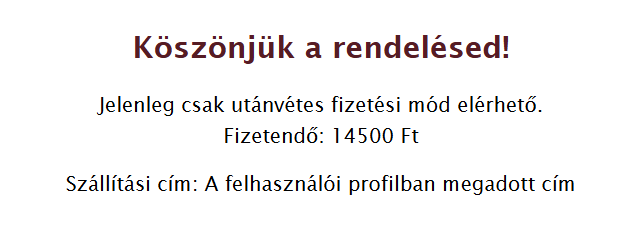 Köszönjük a rendelésed!
Jelenleg csak utánvétes fizetési mód elérhető.
Fizetendő: 14500 Ft
Szállítási cím: A felhasználói profilban megadott cím